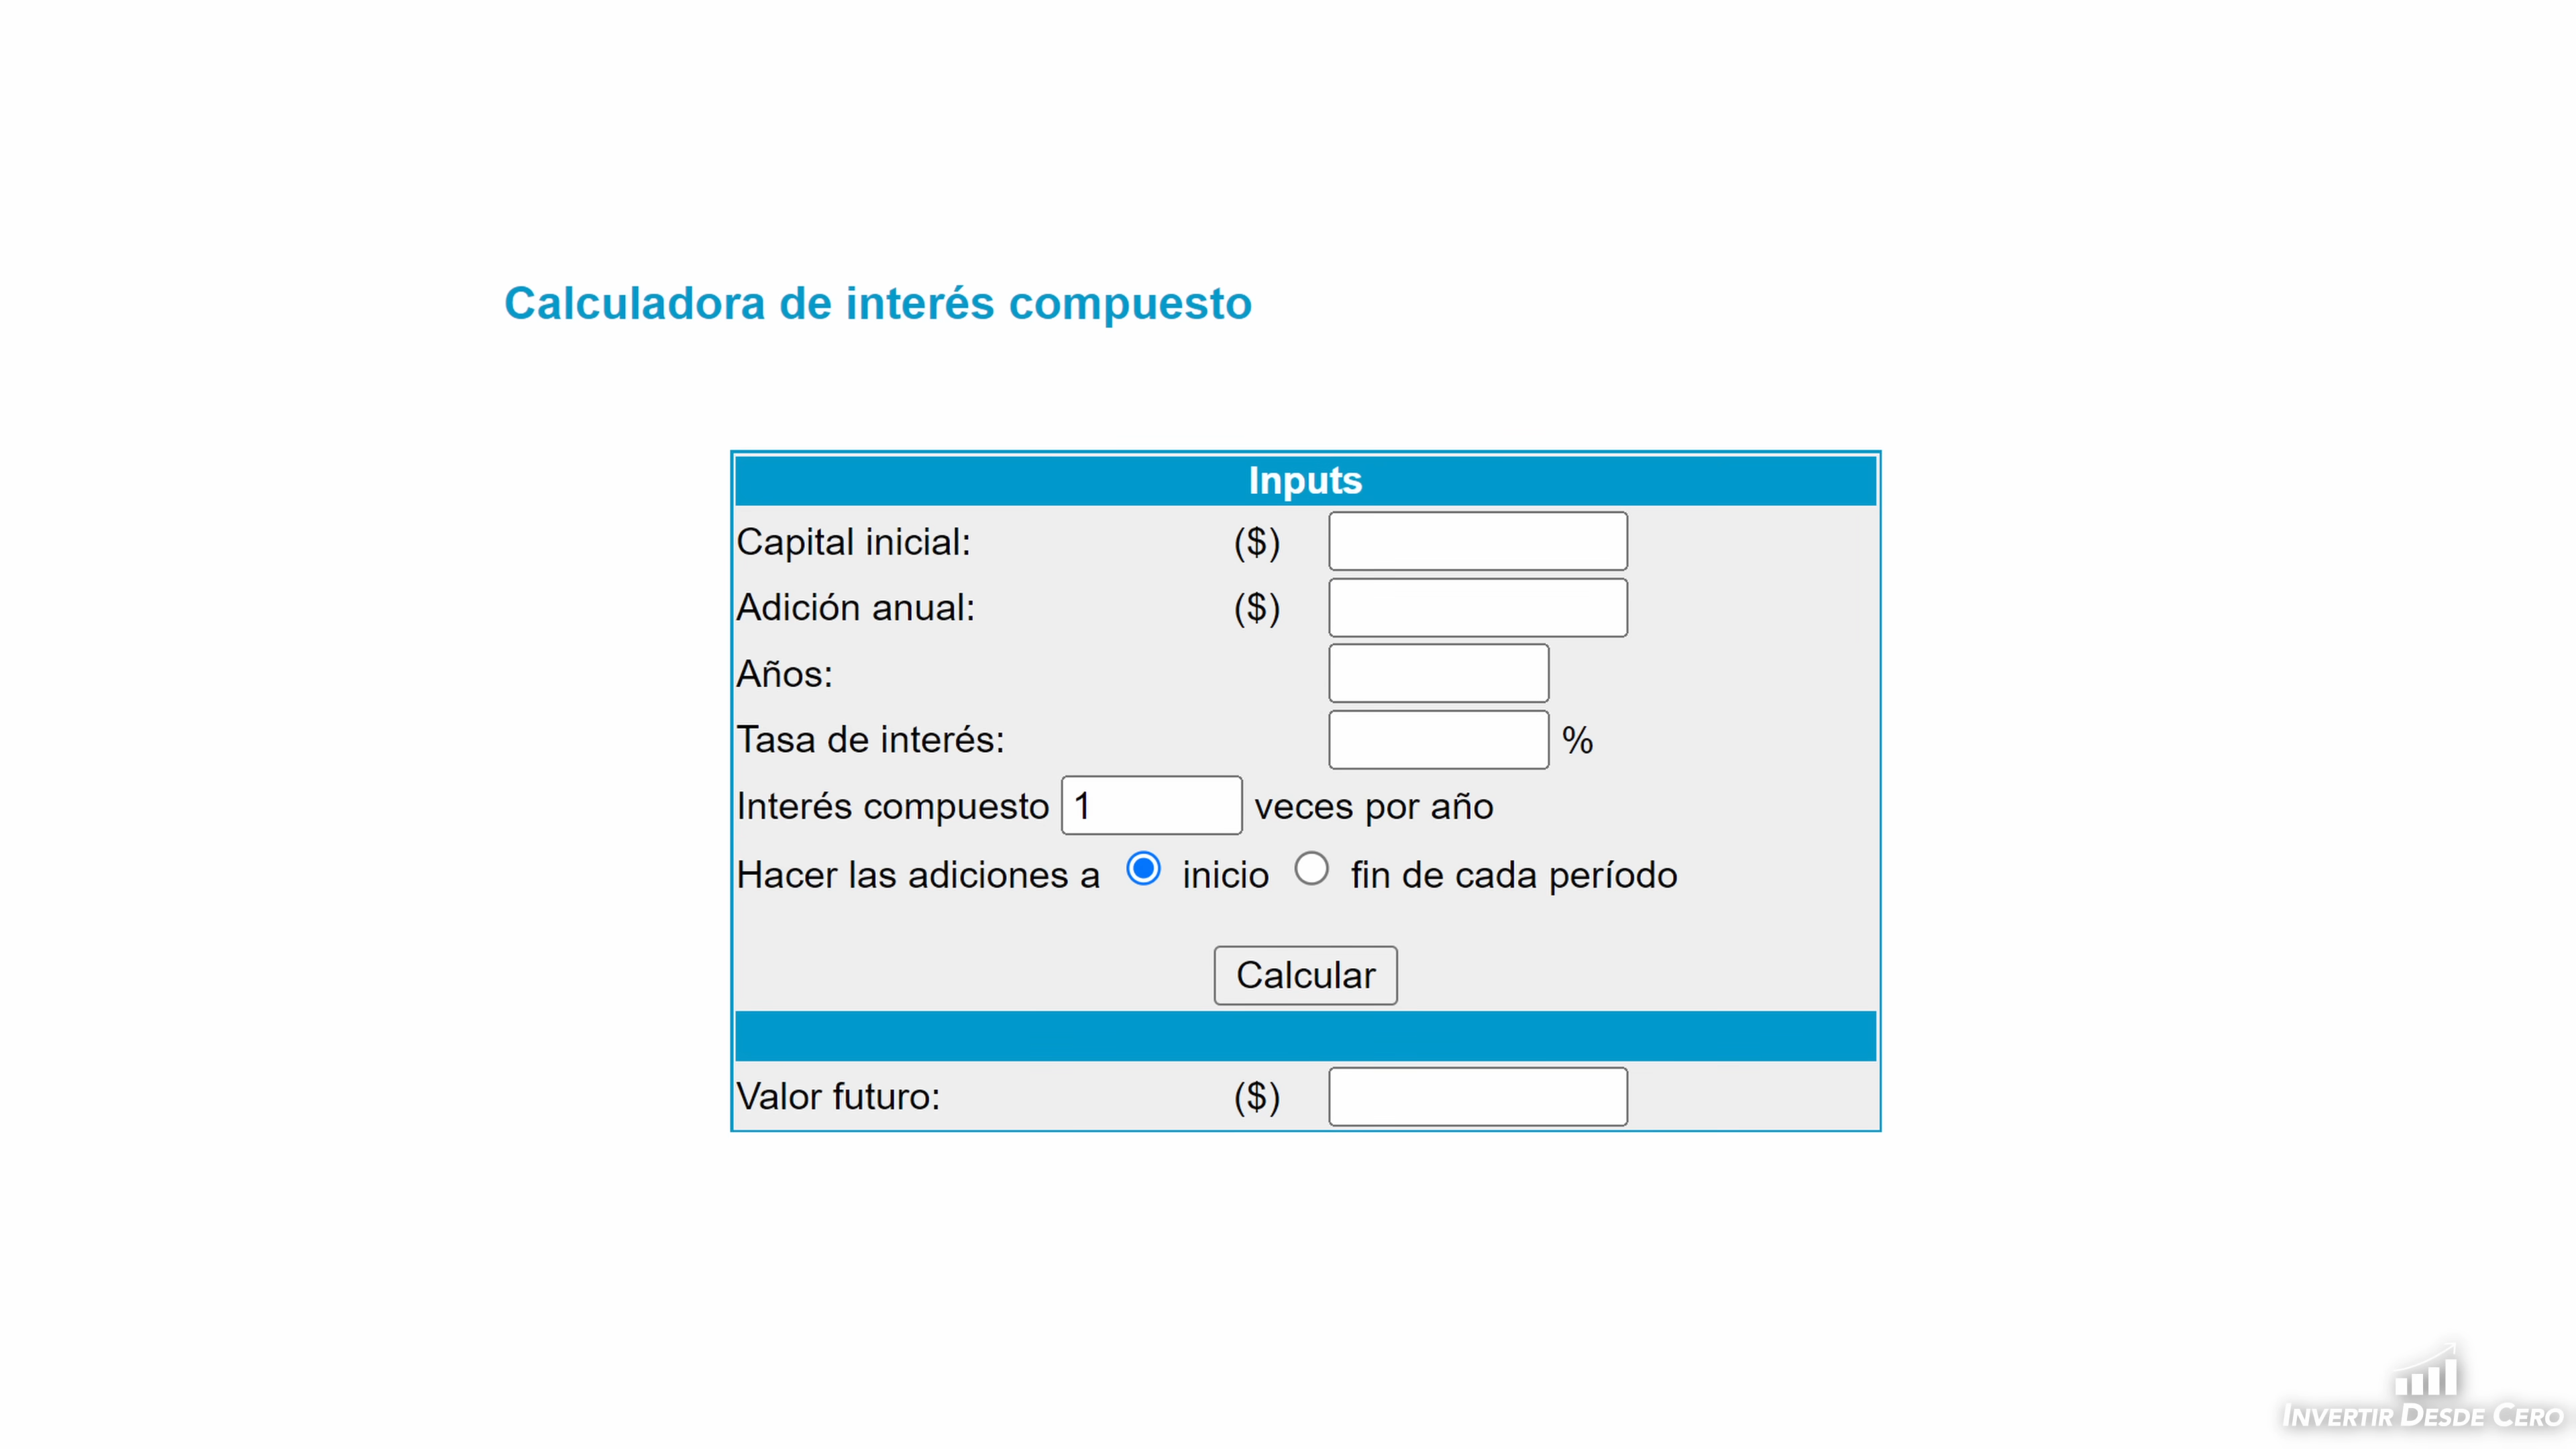 Calculadora de interés compuesto
Inputs
Capital inicial: ($)
Adición anual: ($)
Años:
Tasa de interés: %
Interés compuesto 1 veces por año
Hacer las adiciones a inicio fin de cada período
Calcular
Valor futuro: ($)
INVERTIR DESDE CERO